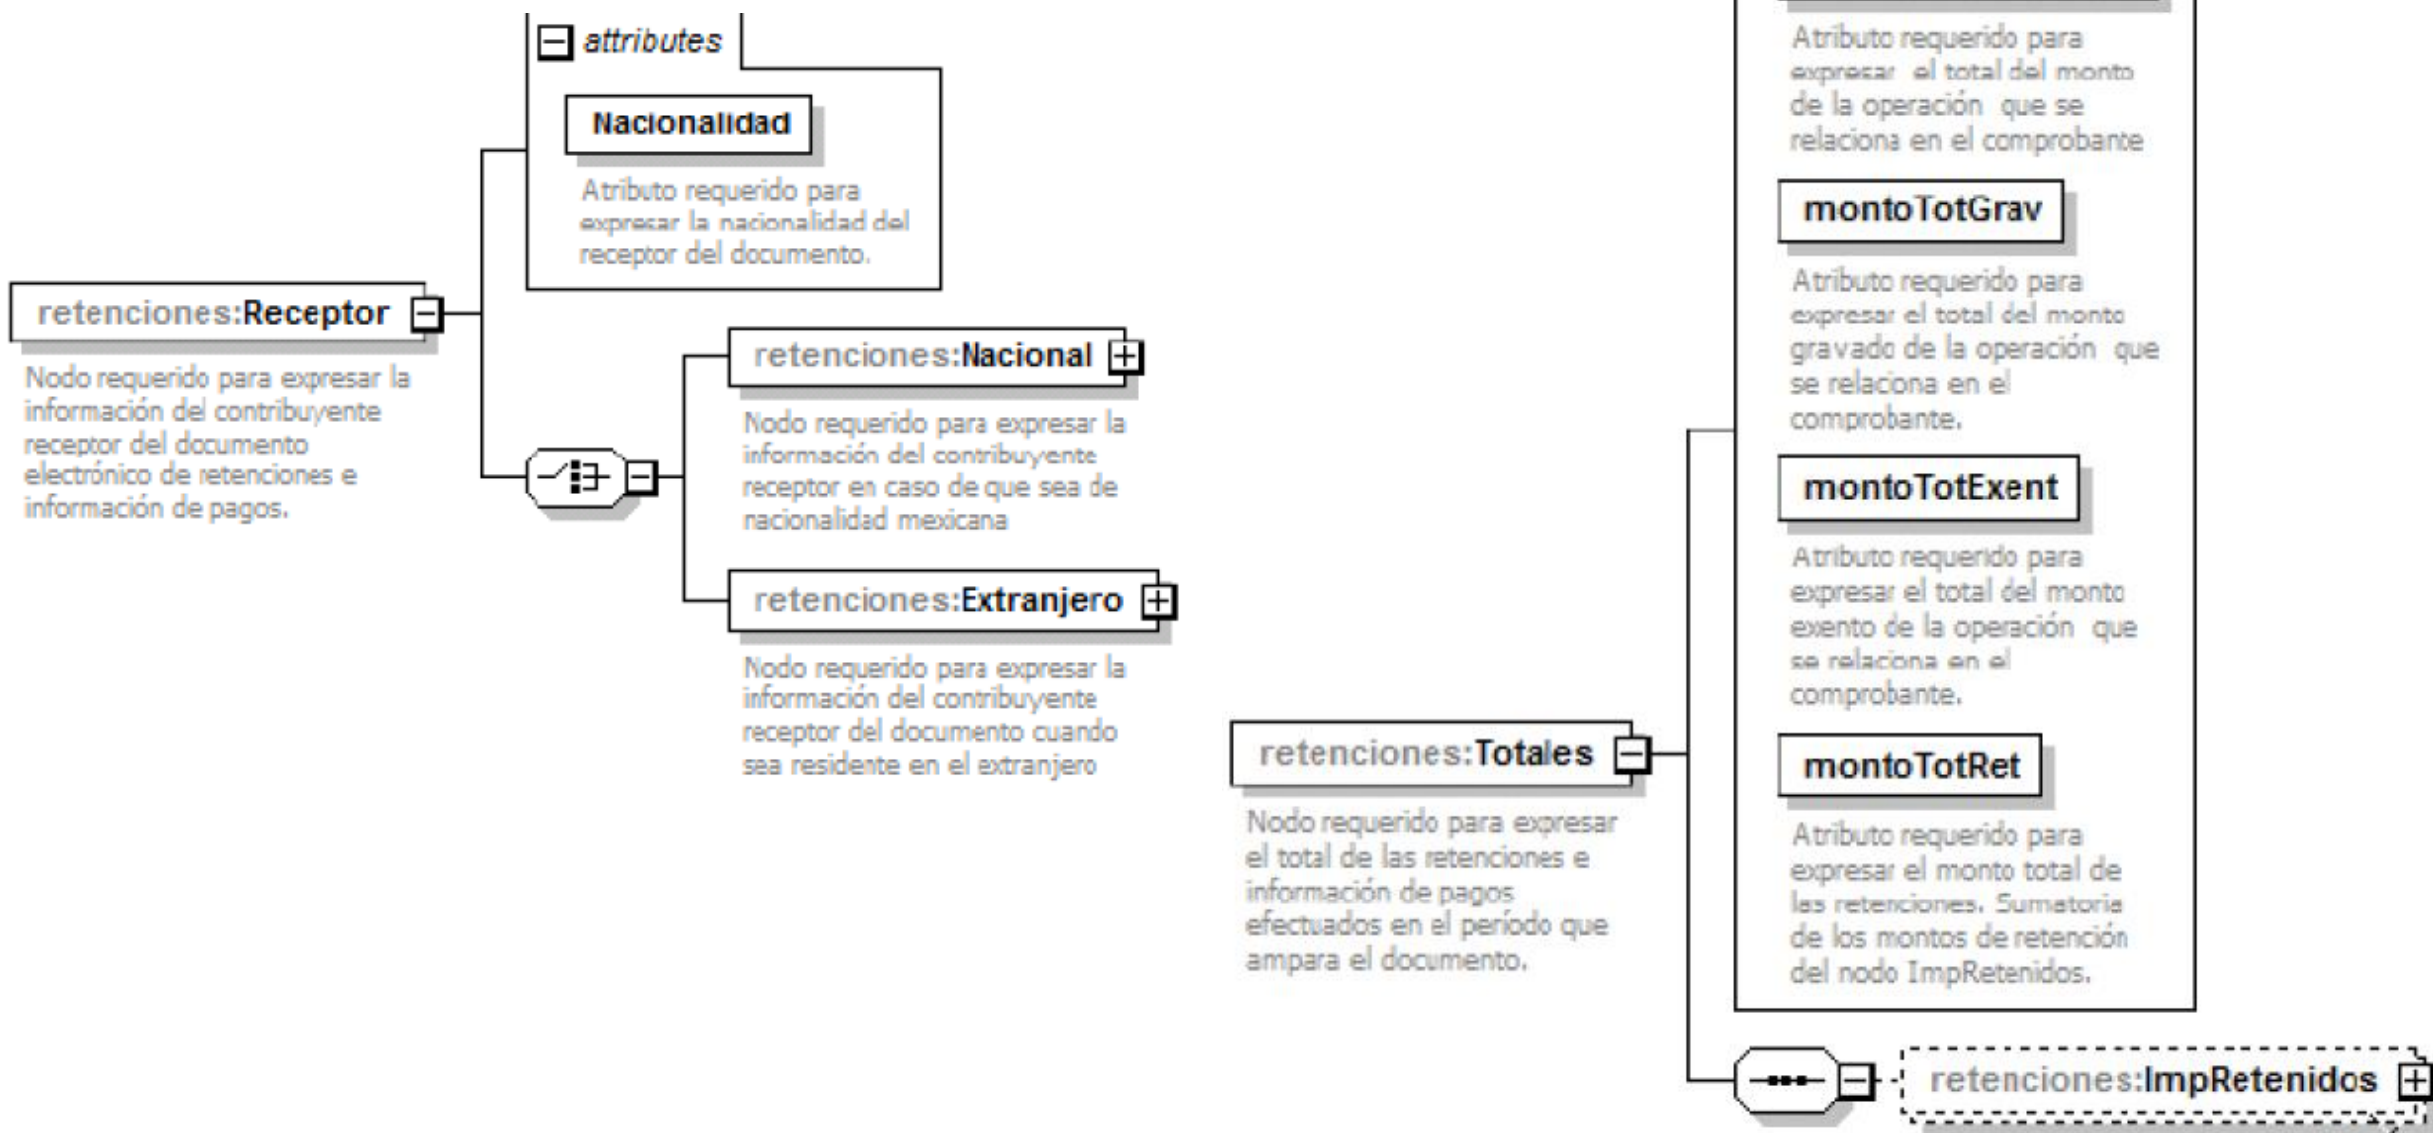 attributes
Nacionalidad
Atributo requerido para
expresar la nacionalidad del
receptor del documento.
retenciones:Receptor
Nodo requerido para expresar la
información del contribuyente
receptor del documento
electrónico de retenciones e
información de pagos.
retenciones:Nacional
Nodo requerido para expresar la
información del contribuyente
receptor en caso de que sea de
nacionalidad mexicana
retenciones:Extranjero
Nodo requerido para expresar la
información del contribuyente
receptor del documento cuando
sea residente en el extranjero
Atributo requerido para
expresar el total del monto
de la operación que se
relaciona en el comprobante
montoTotGrav
Atributo requerido para
expresar el total del monto
gravado de la operación que
se relaciona en el
comprobante.
montoTotExent
Atributo requerido para
expresar el total del monto
exento de la operación que
se relaciona en el
comprobante.
retenciones:Totales
Nodo requerido para expresar
el total de las retenciones e
información de pagos
efectuados en el período que
ampara el documento.
montoTotRet
Atributo requerido para
expresar el monto total de
las retenciones. Sumatoria
de los montos de retención
del nodo ImpRetenidos.
retenciones:ImpRetenidos